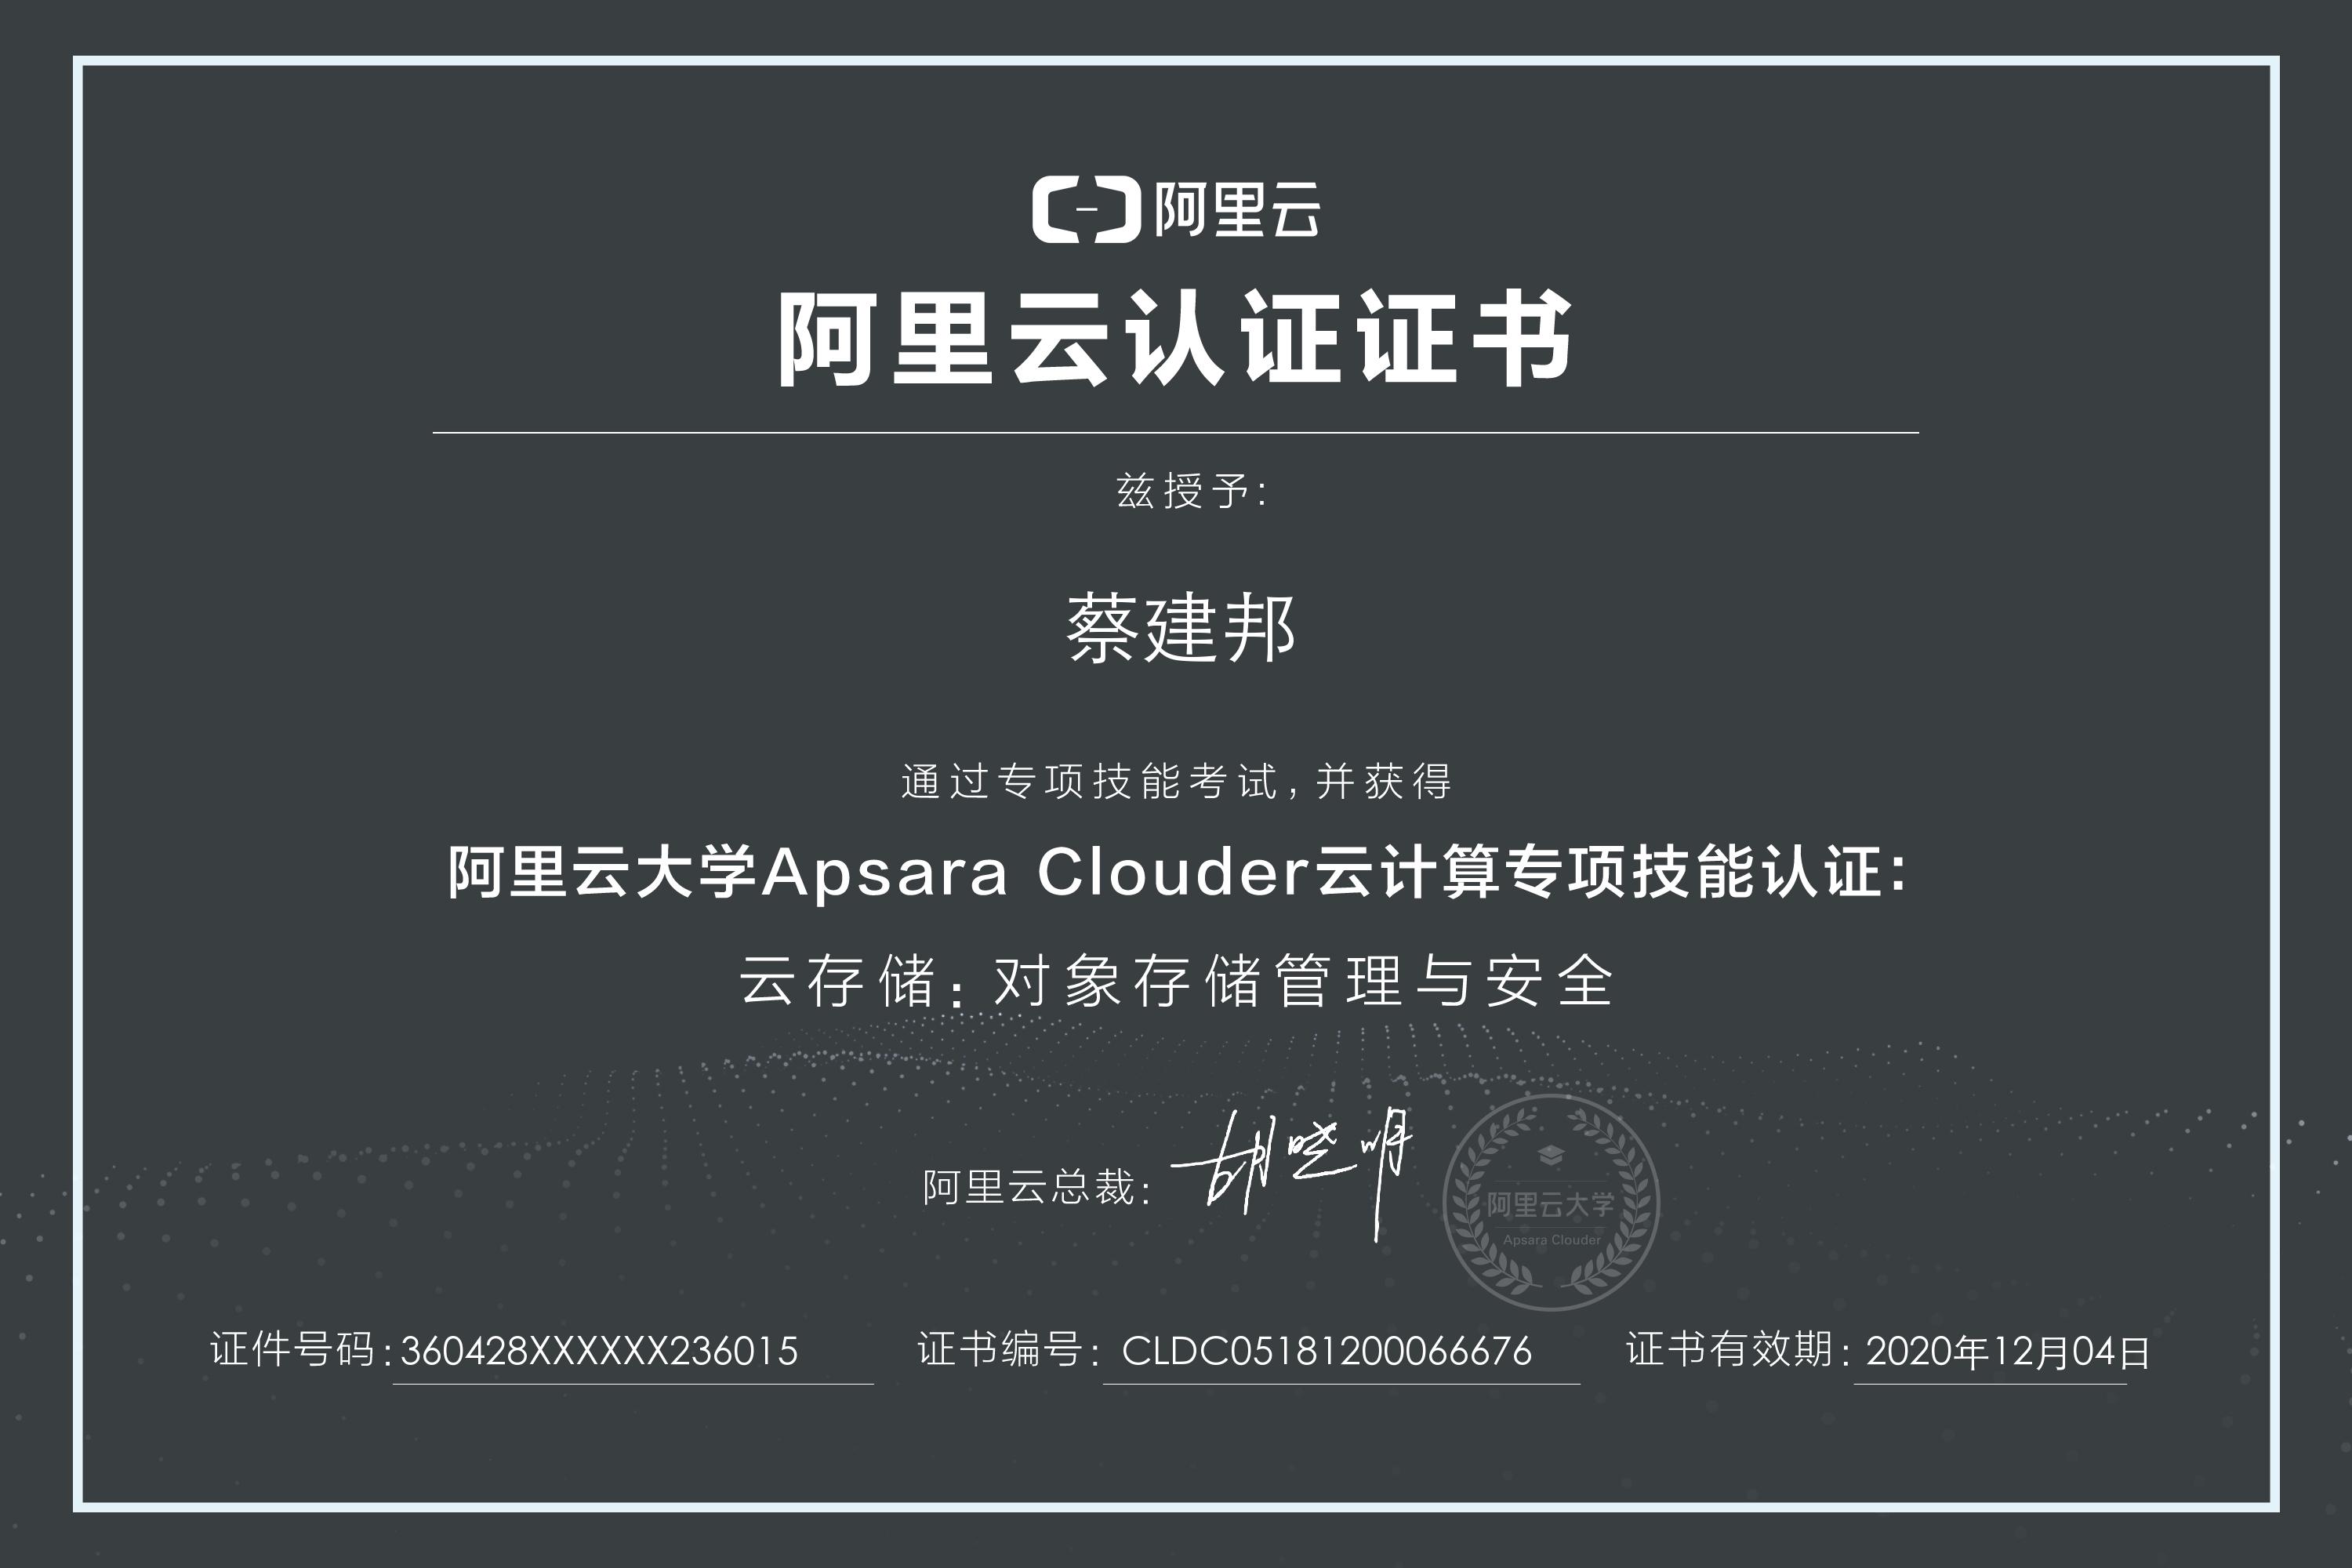 阿里云
阿里云认证证书
兹授予:
蔡建邦
通过专项技能考试,并获得
阿里云大学Apsara Clouder云计算专项技能认证:
云存储:对象存储管理与安全
阿里云总裁:
胡晓明
阿里云大学
Apsara Clouder
证件号码:360428XXXXXX236015
证书编号: CLDC05181200066676
证书有效期: 2020年12月04日